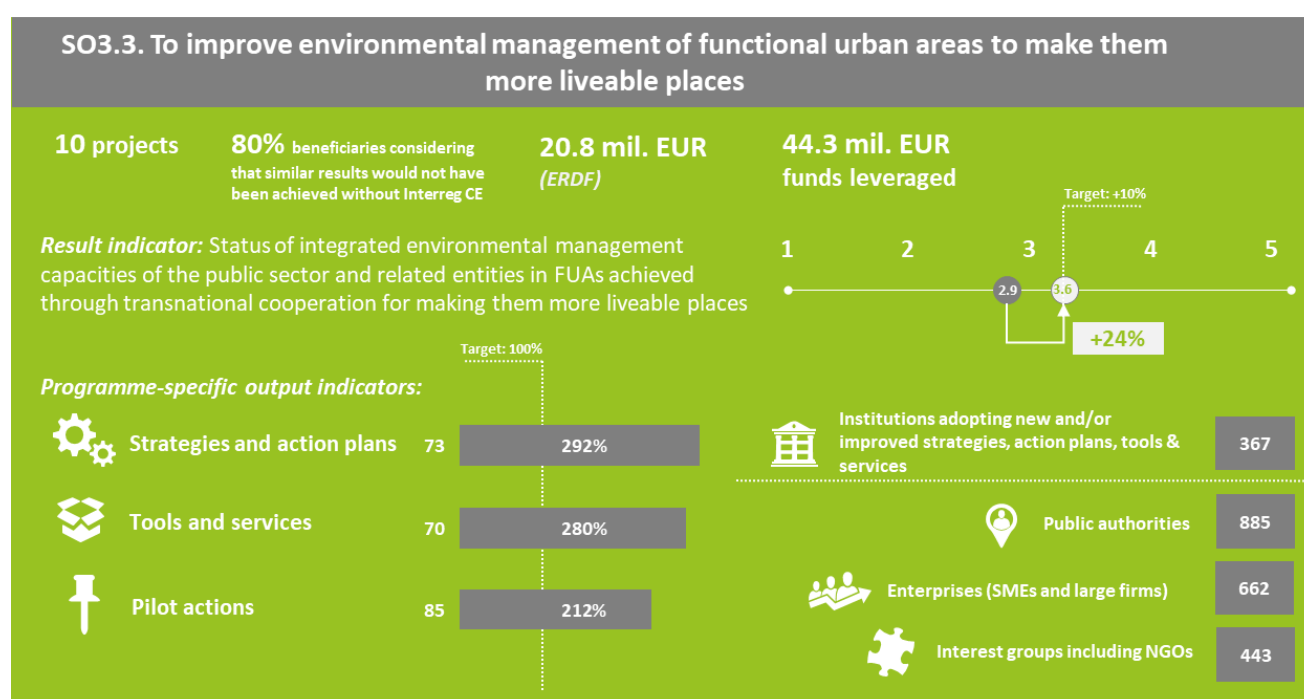 SO3.3. To improve environmental management of functional urban areas to make them
more liveable places
10 projects
80% beneficiaries considering
that similar results would not have
been achieved without Interreg CE
20.8 mil. EUR
(ERDF)
44.3 mil. EUR
funds leveraged
Target: +10%
Result indicator: Status of integrated environmental management
capacities of the public sector and related entities in FUAs achieved
through transnational cooperation for making them more liveable places
1 2 3 4 5
2.9 3.6
+24%
Target: 100%
Programme-specific output indicators:
Strategies and action plans 73 292%
Tools and services 70 280%
Pilot actions 85 212%
Institutions adopting new and/or
improved strategies, action plans, tools &
services
367
Public authorities 885
Enterprises (SMEs and large firms) 662
Interest groups including NGOs 443